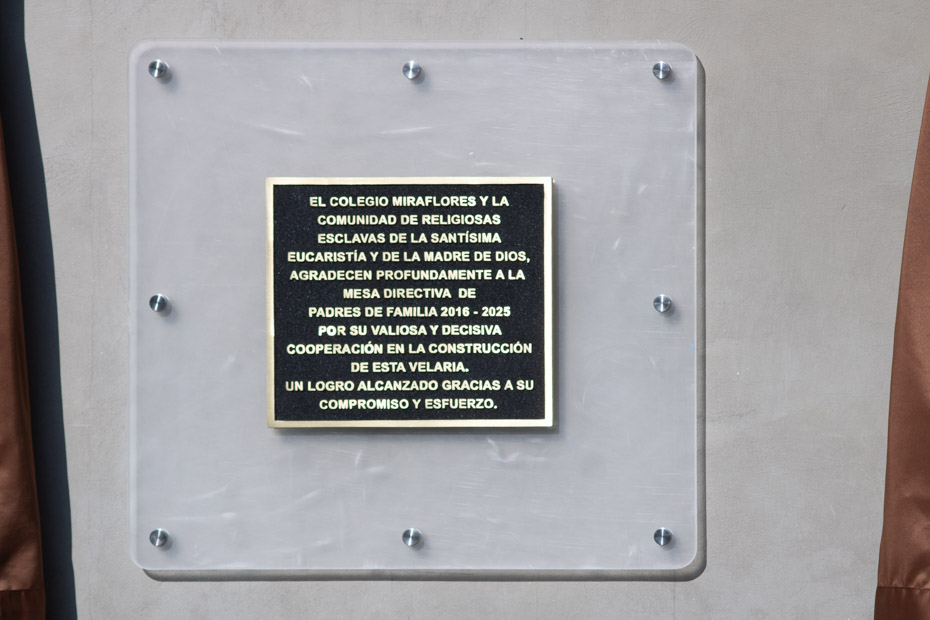 EL COLEGIO MIRAFLORES Y LA
COMUNIDAD DE RELIGIOSAS
ESCLAVAS DE LA SANTÍSIMA
EUCARISTÍA Y DE LA MADRE DE DIOS,
AGRADECEN PROFUNDAMENTE A LA
MESA DIRECTIVA DE
PADRES DE FAMILIA 2016 - 2025
POR SU VALIOSA Y DECISIVA
COOPERACIÓN EN LA CONSTRUCCIÓN
DE ESTA VELARIA.
UN LOGRO ALCANZADO GRACIAS A SU
COMPROMISO Y ESFUERZO.